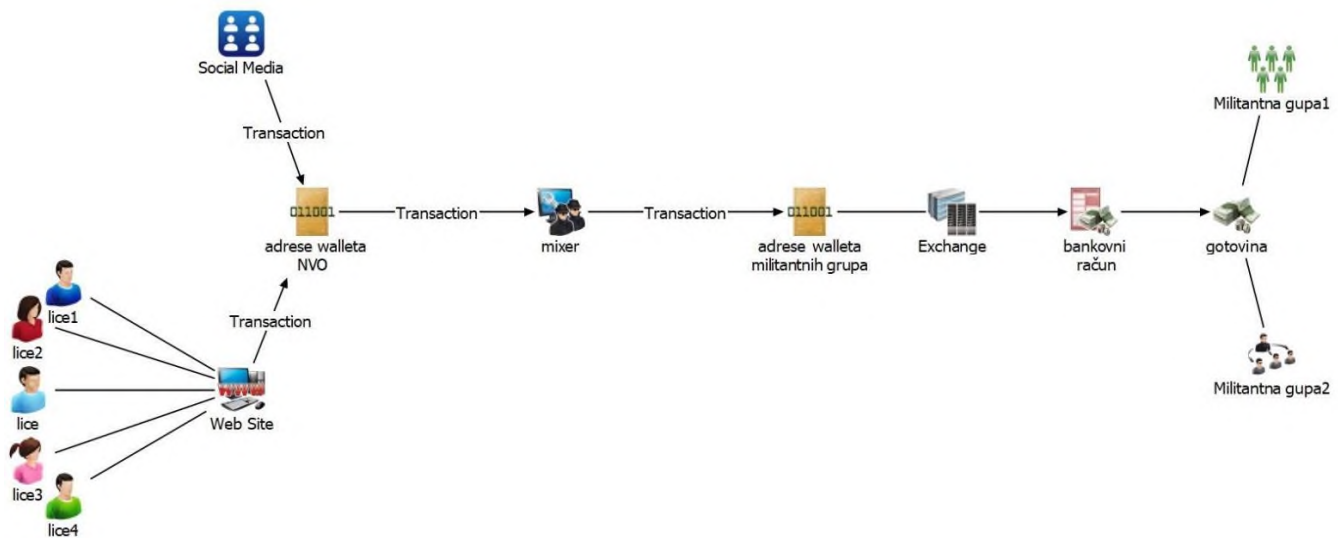 Social Media
Militantna gupa1
Transaction
011001
011001
Transaction
Transaction
adrese walleta
NVO
mixer
adrese walleta
militantnih grupa
Exchange
bankovni
račun
gotovina
lice1
Transaction
lice2
WWW
lice
Web Site
Militantna gupa2
lice3
lice4